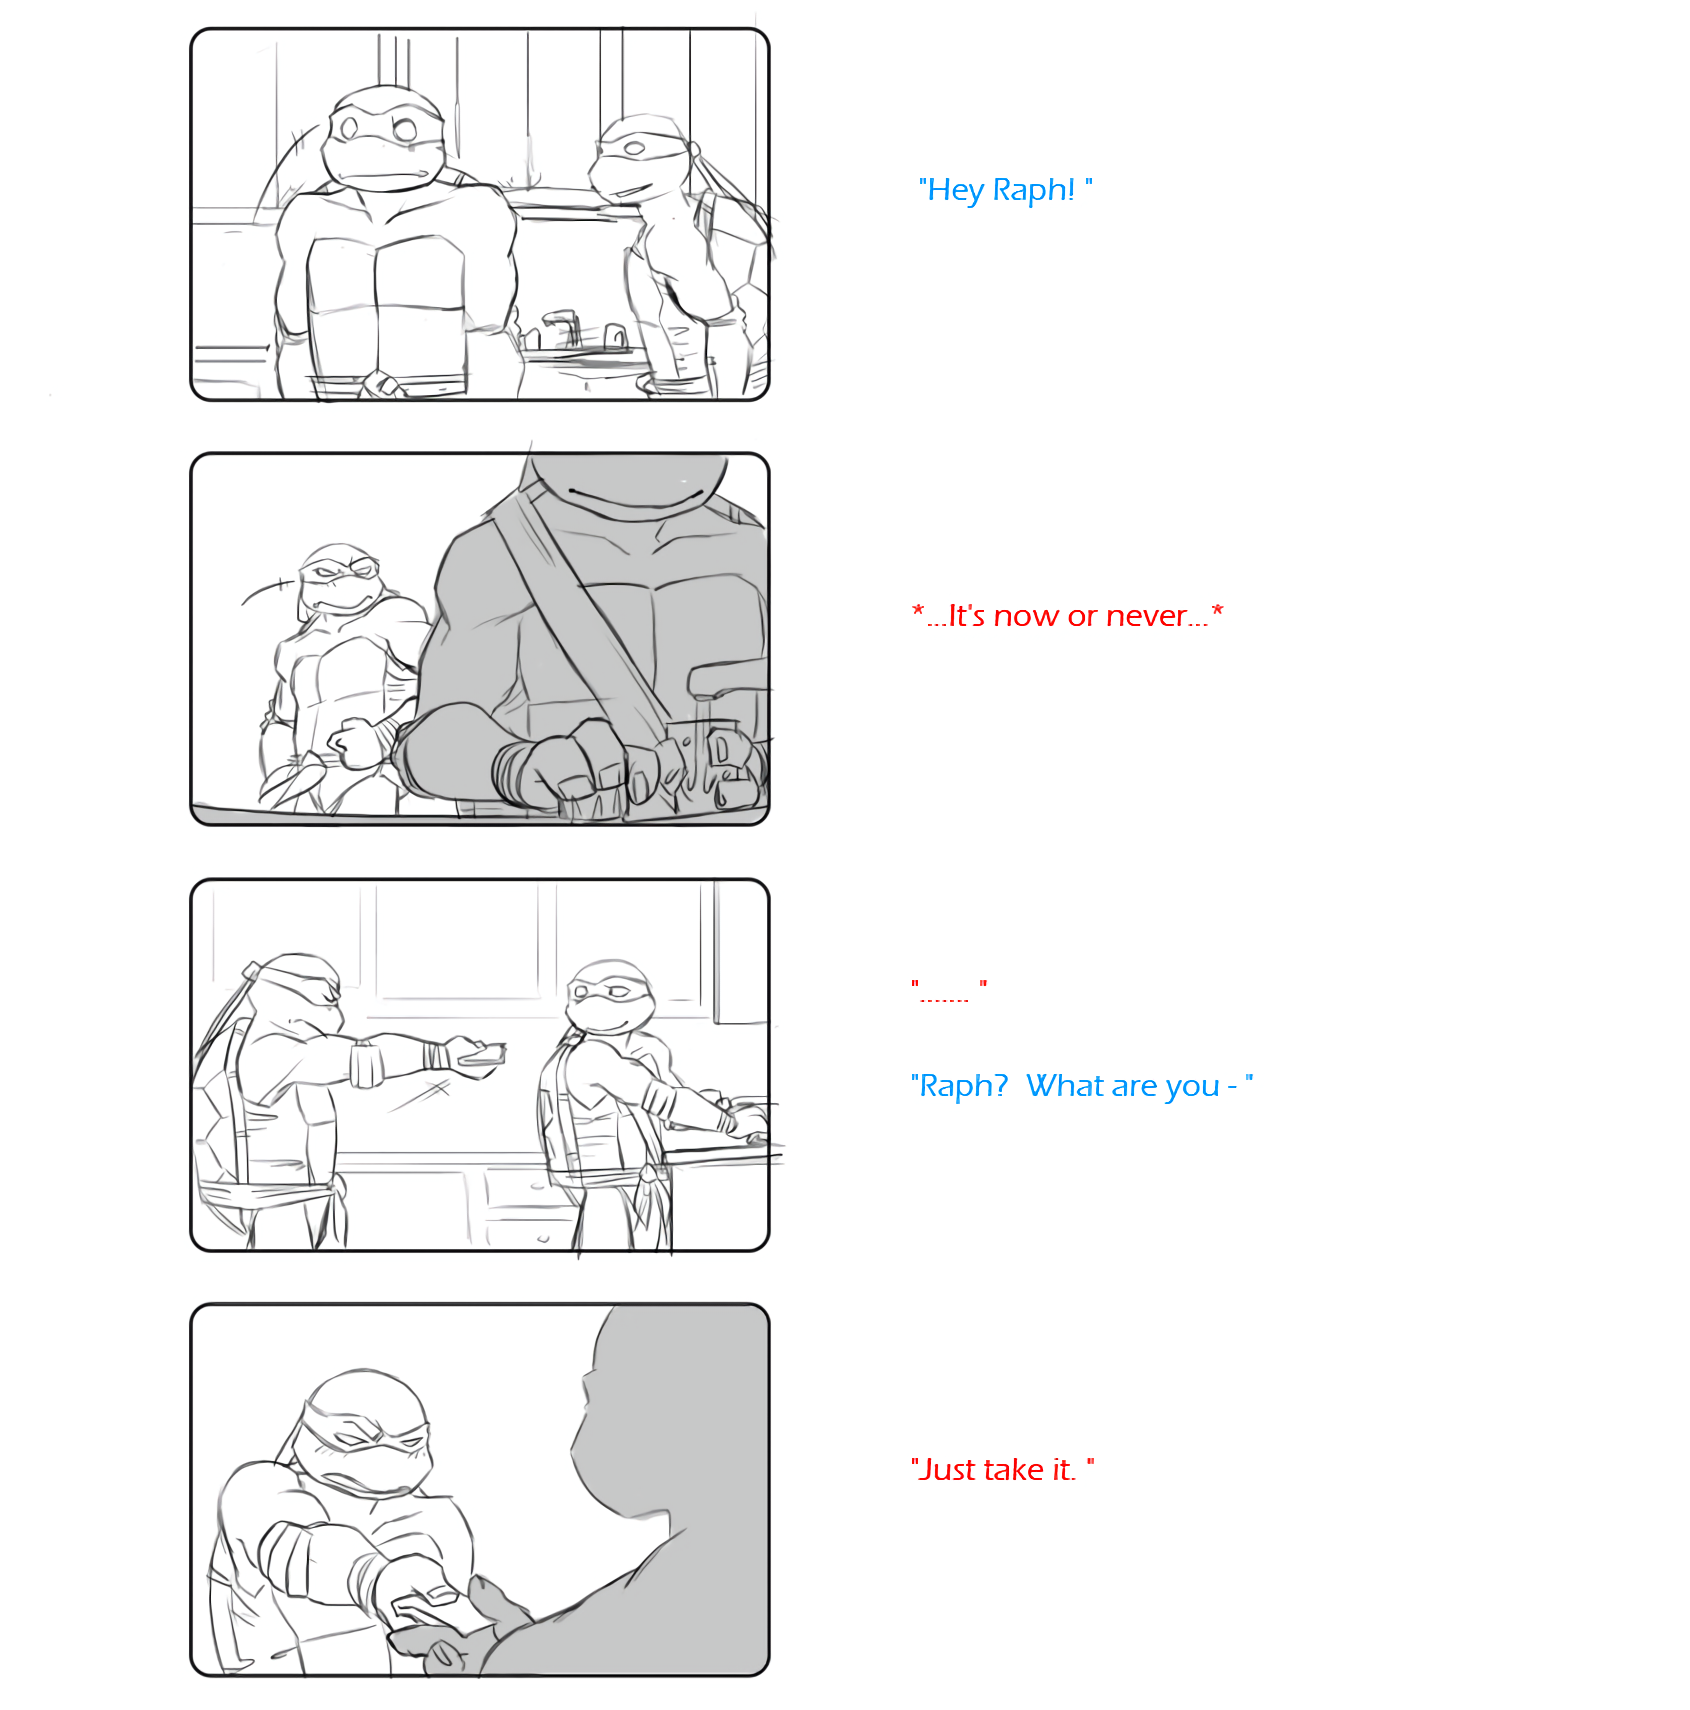 "Hey Raph! "
*...It's now or never...*
"....... "
"Raph?  What are you - "
"Just take it. "